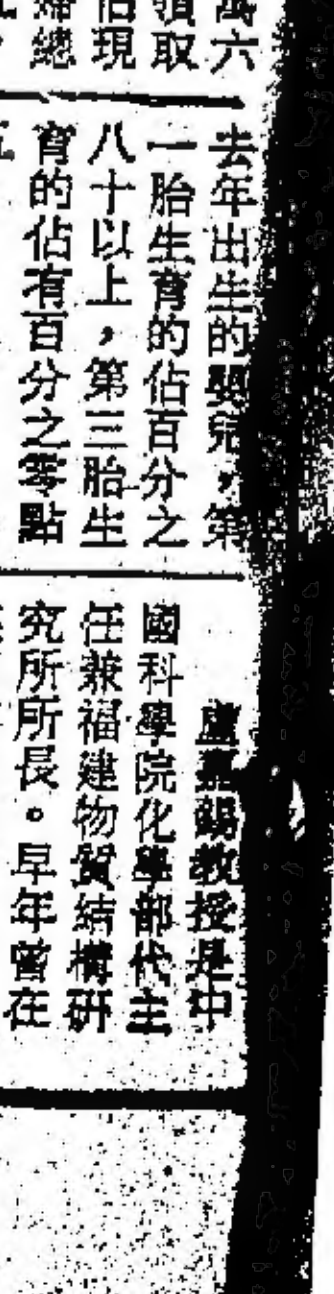 萬六
領取
佔現
婦總
去年出生的嬰兒，第
一胎生育的佔百分之
八十以上，第三胎生
育的佔有百分之零點
盧嘉錫教授是中
國科學院化學部代主
任兼福建物質結構研
究所所長。早年曾在